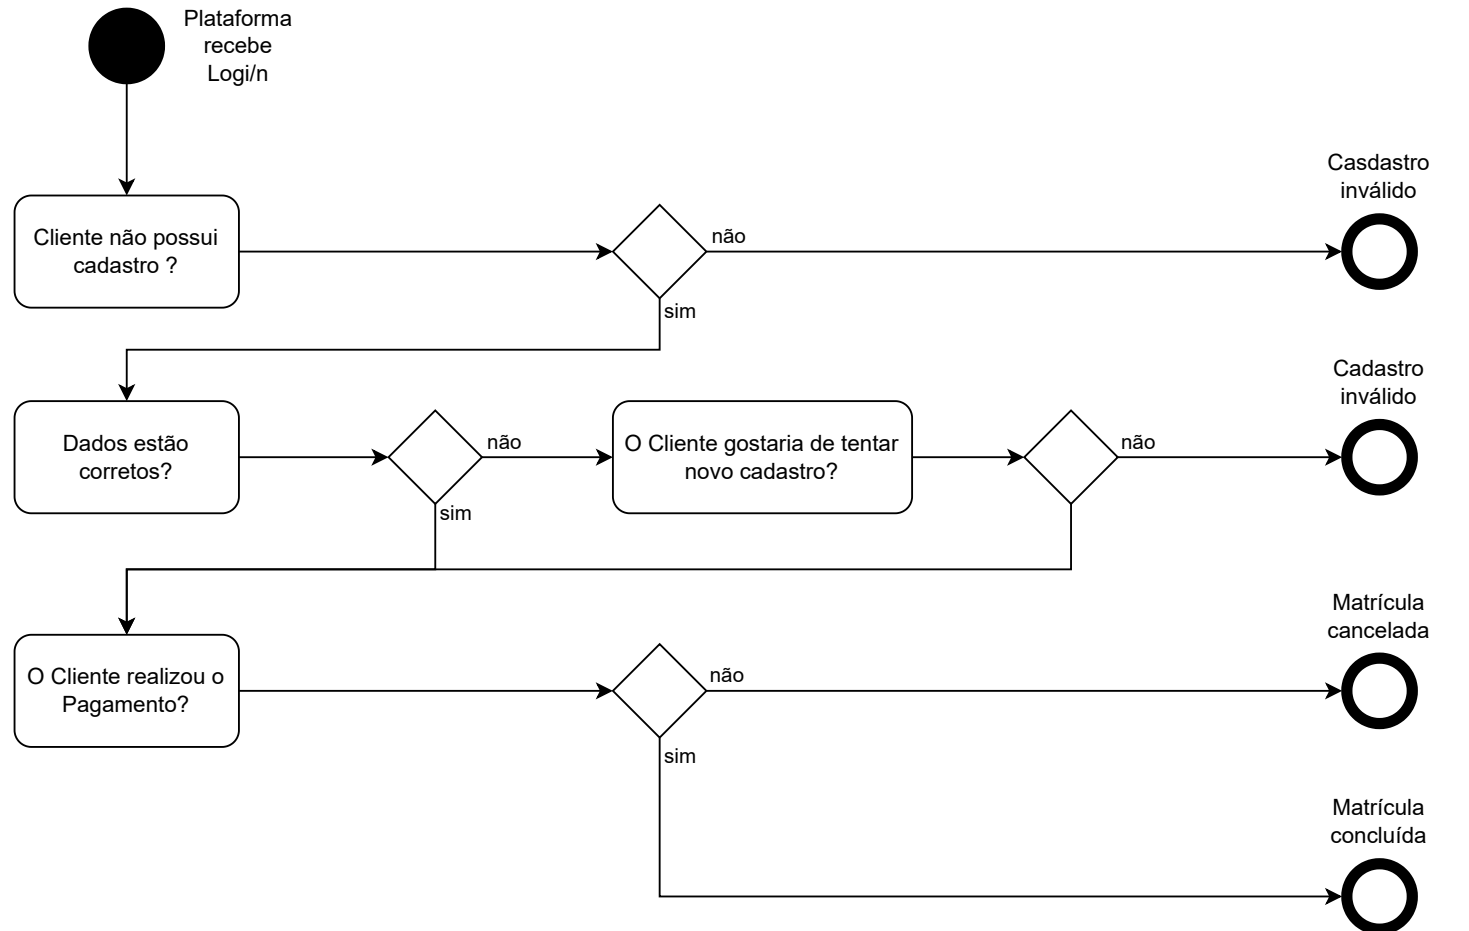 Plataforma
recebe
Logi/n
Casdastro
inválido
Cliente não possui
cadastro ?
não
sim
Cadastro
inválido
Dados estão
corretos?
não
sim
O Cliente gostaria de tentar
novo cadastro?
não
Matrícula
cancelada
O Cliente realizou o
Pagamento?
não
sim
Matrícula
concluída